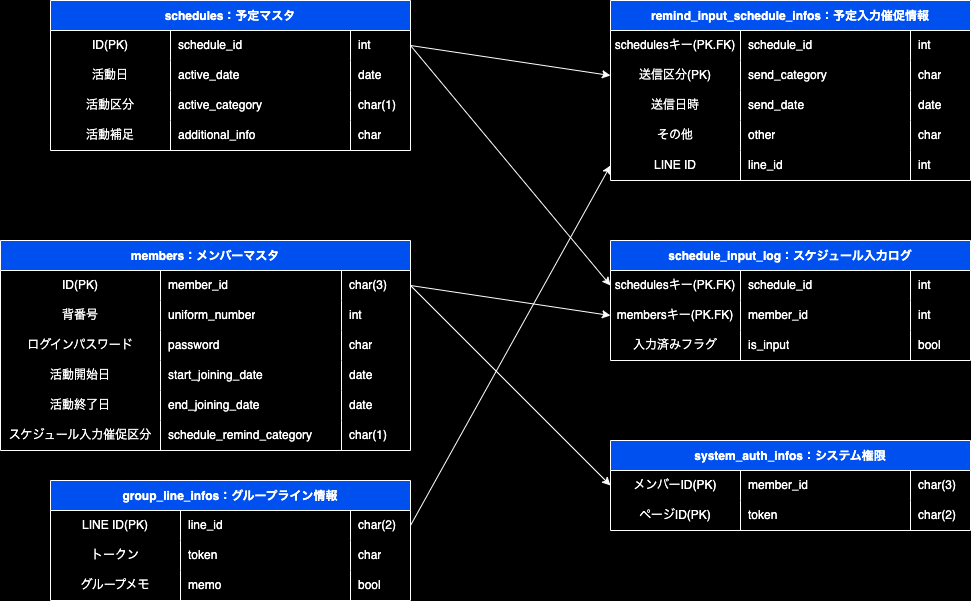 schedules：予定マスタ
ID(PK) schedule_id int
活動日 active_date date
活動区分 active_category char(1)
活動補足 additional_info char
remind_input_schedule_infos：予定入力催促情報
schedulesキー(PK.FK) schedule_id int
送信区分(PK) send_category char
送信日時 send_date date
その他 other char
LINE ID line_id int
members：メンバーマスタ
ID(PK) member_id char(3)
背番号 uniform_number int
ログインパスワード password char
活動開始日 start_joining_date date
活動終了日 end_joining_date date
スケジュール入力催促区分 schedule_remind_category char(1)
schedule_input_log：スケジュール入力ログ
schedulesキー(PK.FK) schedule_id int
membersキー(PK.FK) member_id int
入力済みフラグ is_input bool
group_line_infos：グループライン情報
LINE ID(PK) line_id char(2)
トークン token char
グループメモ memo bool
system_auth_infos：システム権限
メンバーID(PK) member_id char(3)
ページID(PK) token char(2)